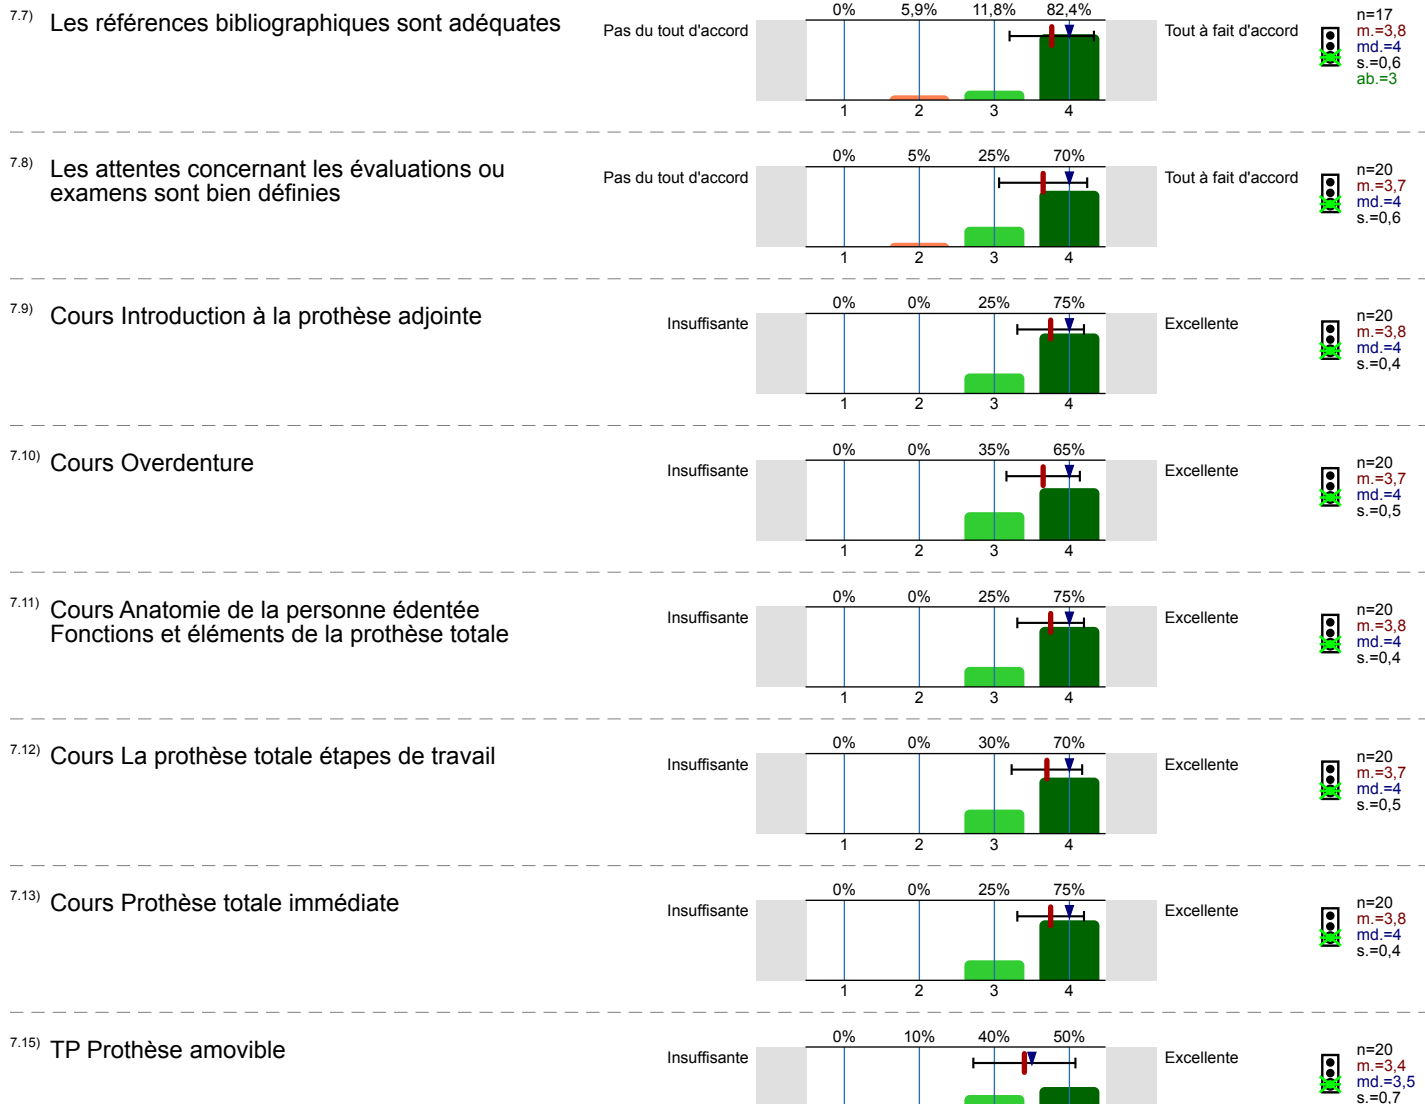 7.7) Les références bibliographiques sont adéquates
Pas du tout d'accord
0% 5,9% 11,8% 82,4%
1 2 3 4
Tout à fait d'accord
n=17
m.=3,8
md.=4
s.=0,6
ab.=3
7.8) Les attentes concernant les évaluations ou
examens sont bien définies
Pas du tout d'accord
0% 5% 25% 70%
1 2 3 4
Tout à fait d'accord
n=20
m.=3,7
md.=4
s.=0,6
7.9) Cours Introduction à la prothèse adjointe
Insuffisante
0% 0% 25% 75%
1 2 3 4
Excellente
n=20
m.=3,8
md.=4
s.=0,4
7.10) Cours Overdenture
Insuffisante
0% 0% 35% 65%
1 2 3 4
Excellente
n=20
m.=3,7
md.=4
s.=0,5
7.11) Cours Anatomie de la personne édentée
Fonctions et éléments de la prothèse totale
Insuffisante
0% 0% 25% 75%
1 2 3 4
Excellente
n=20
m.=3,8
md.=4
s.=0,4
7.12) Cours La prothèse totale étapes de travail
Insuffisante
0% 0% 30% 70%
1 2 3 4
Excellente
n=20
m.=3,7
md.=4
s.=0,5
7.13) Cours Prothèse totale immédiate
Insuffisante
0% 0% 25% 75%
1 2 3 4
Excellente
n=20
m.=3,8
md.=4
s.=0,4
7.15) TP Prothèse amovible
Insuffisante
0% 10% 40% 50%
Excellente
n=20
m.=3,4
md.=3,5
s.=0,7